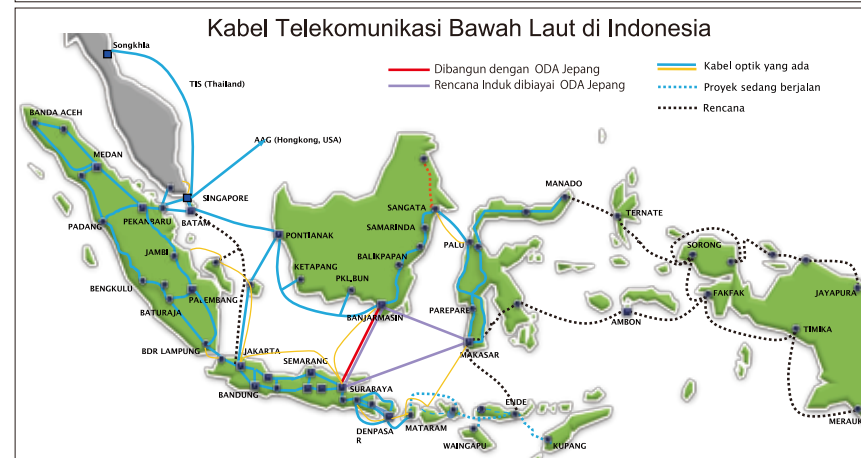 Kabel Telekomunikasi Bawah Laut di Indonesia
Dibangun dengan ODA Jepang
Rencana Induk dibiayai ODA Jepang
Kabel optik yang ada
Proyek sedang berjalan
Rencana
Songkhla
TIS (Thailand)
AAG (Hongkong, USA)
BANDA ACEH
MEDAN
SINGAPORE
PADANG
PEKANBARU
BATAM
JAMBI
BENGKULU
PALEMBANG
BATURAJA
BDR LAMPUNG
JAKARTA
BANDUNG
SEMARANG
SURABAYA
DENPASA
R
MATARAM
WAINGAPU
ENDE
KUPANG
PONTIANAK
KETAPANG
PKL.BUN
BANJARMASIN
BALIKPAPAN
SAMARINDA
SANGATA
PALU
PAREPARE
MAKASAR
MANADO
TERNATE
SORONG
FAKFAK
AMBON
JAYAPURA
TIMIKA
MERAUK